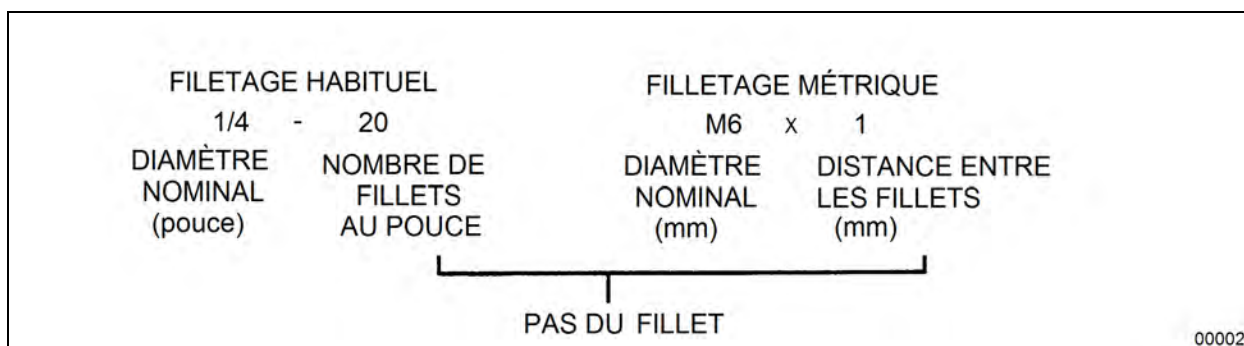 FILETAGE HABITUEL
1/4 - 20
DIAMÈTRE
NOMINAL
(pouce)
NOMBRE DE
FILLETS
AU POUCE
FILLETAGE MÉTRIQUE
M6 x 1
DIAMÈTRE
NOMINAL
(mm)
DISTANCE ENTRE
LES FILLETS
(mm)
PAS DU FILLET
00002